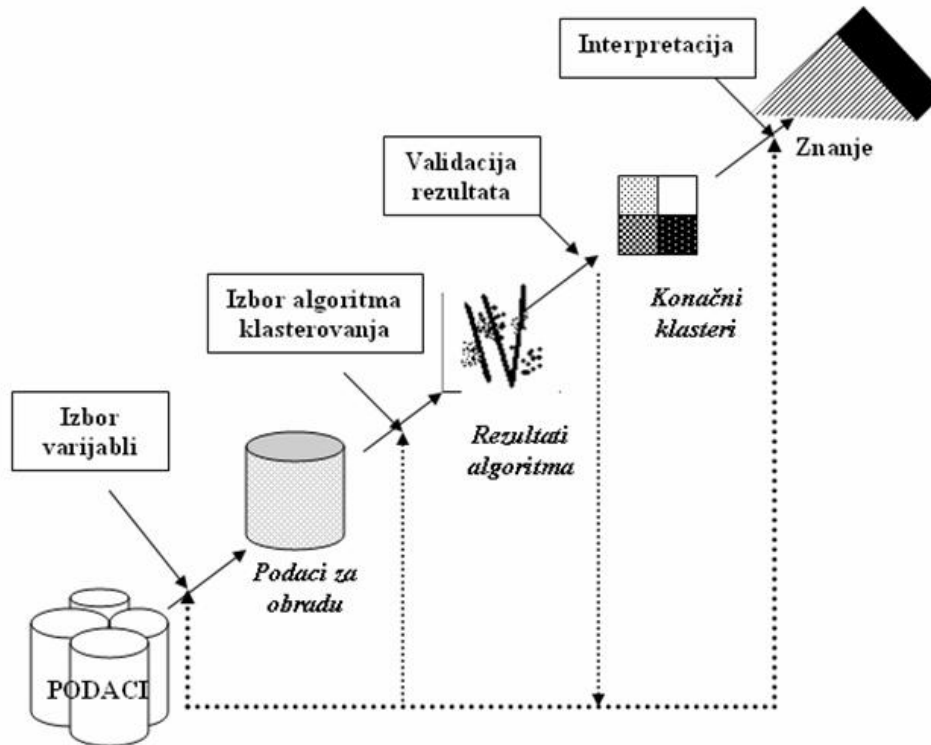 Interpretacija
Znanje
Validacija
rezultata
Konačni
klasteri
Izbor algoritma
klasterovanja
Rezultati
algoritma
Izbor
varijabli
Podaci za
obradu
PODACI